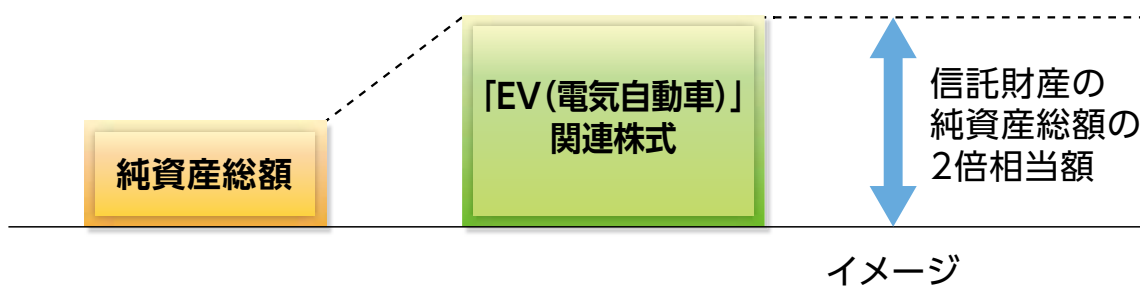 純資産総額
「EV(電気自動車)」
関連株式
信託財産の
純資産総額の
2倍相当額
イメージ